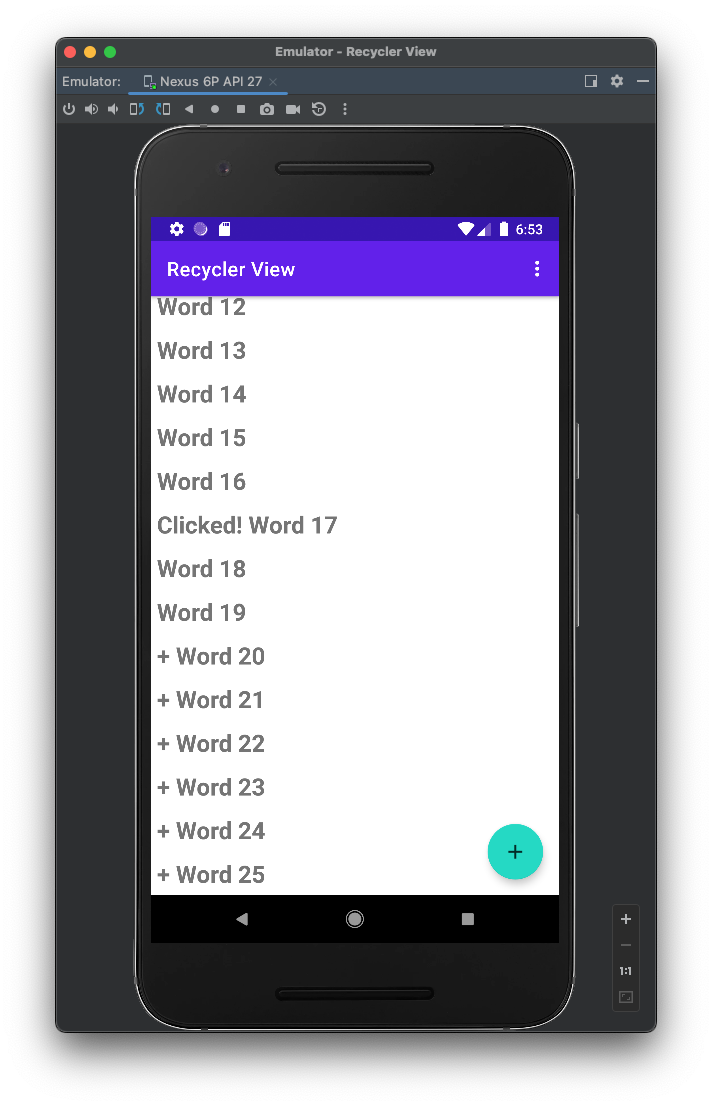 Emulator - Recycler View
Emulator: Nexus 6P API 27
6:53
Recycler View
Word 12
Word 13
Word 14
Word 15
Word 16
Clicked! Word 17
Word 18
Word 19
+ Word 20
+ Word 21
+ Word 22
+ Word 23
+ Word 24
+ Word 25
1:1